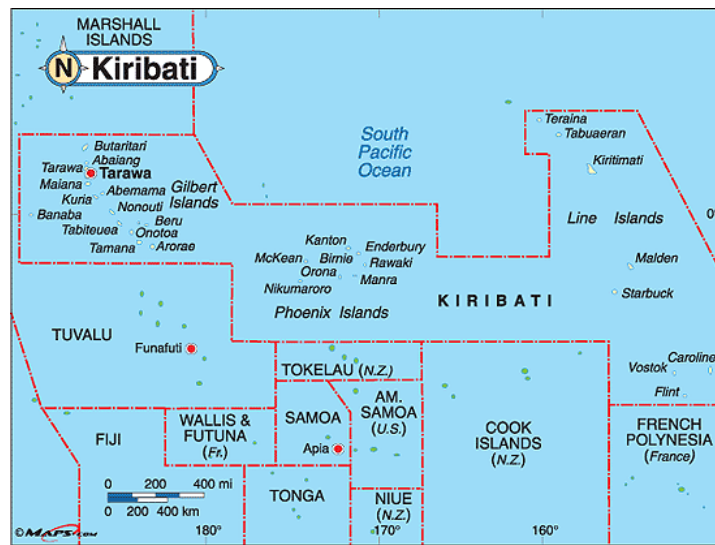 MARSHALL
ISLANDS
N Kiribati
Butaritari
Abaiang
Tarawa
Tarawa
Maiana
Abemama
Kuria
Gilbert
Islands
Nonouti
Banaba
Beru
Tabiteuea
Onotoa
Tamana
Arorae
South
Pacific
Ocean
Teraina
Tabuaeran
Kiritimati
0°
Line Islands
Kanton
Enderbury
McKean
Birnie
Rawaki
Orona
Manra
Nikumaroro
Phoenix Islands
KIRIBATI
Malden
Starbuck
Caroline
Vostok
Flint
TUVALU
Funafuti
TOKELAU (N.Z.)
WALLIS &
FUTUNA
(Fr.)
SAMOA
Apia
AM.
SAMOA
(U.S.)
COOK
ISLANDS
(N.Z.)
FRENCH
POLYNESIA
(France)
FIJI
TONGA
NIUE
(N.Z.)
0 200 400 mi
0 200 400 km
©MAPS.COM
180° 170° 160°